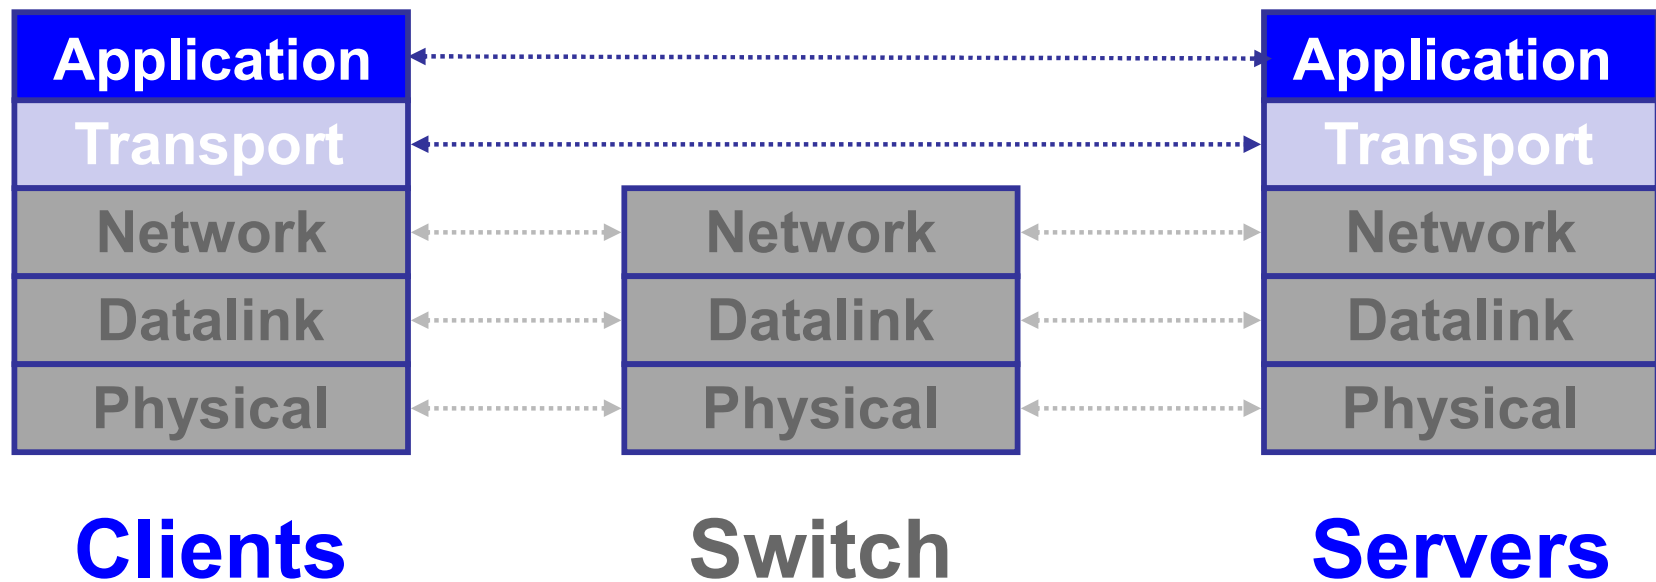 Application
Application
Transport
Transport
Network
Network
Network
Datalink
Datalink
Datalink
Physical
Physical
Physical
Clients
Switch
Servers